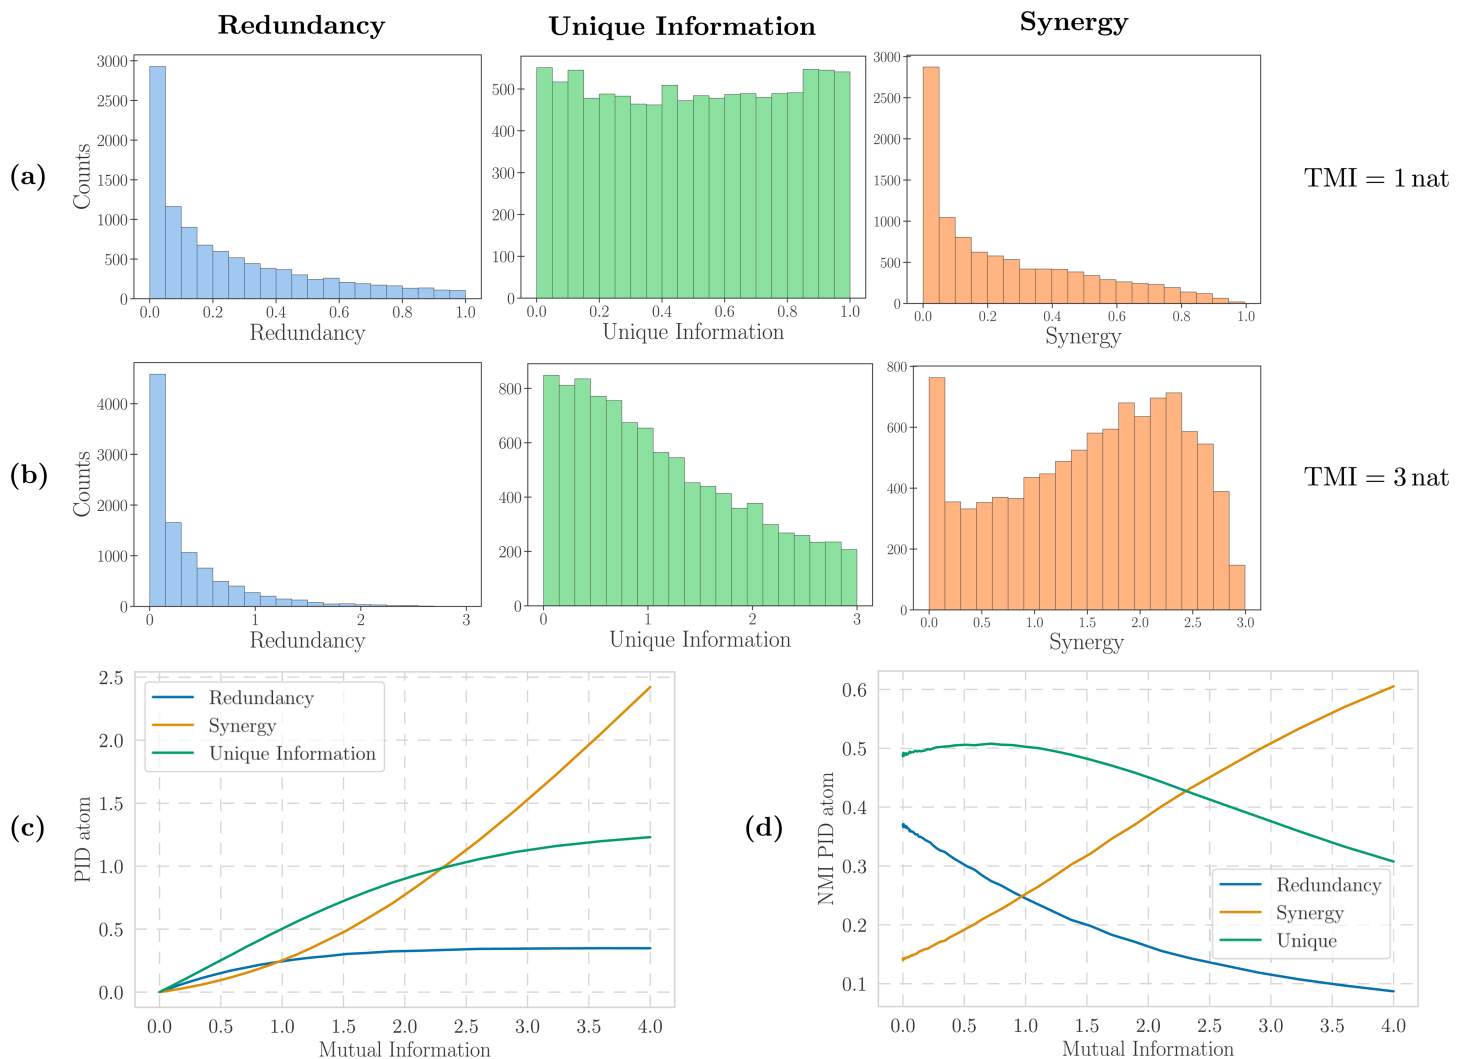 Redundancy
Unique Information
Synergy
(a)
Counts
3000
2500
2000
1500
1000
500
0
0.0 0.2 0.4 0.6 0.8 1.0
Redundancy
500
400
300
200
100
0
0.0 0.2 0.4 0.6 0.8 1.0
Unique Information
3000
2500
2000
1500
1000
500
0
0.0 0.2 0.4 0.6 0.8 1.0
Synergy
TMI = 1 nat
(b)
Counts
4000
3000
2000
1000
0
0 1 2 3
Redundancy
800
600
400
200
0
0 1 2 3
Unique Information
800
600
400
200
0
0.0 0.5 1.0 1.5 2.0 2.5 3.0
Synergy
TMI = 3 nat
(c)
PID atom
2.5
2.0
1.5
1.0
0.5
0.0
Redundancy
Synergy
Unique Information
0.0 0.5 1.0 1.5 2.0 2.5 3.0 3.5 4.0
Mutual Information
(d)
NMI PID atom
0.6
0.5
0.4
0.3
0.2
0.1
Redundancy
Synergy
Unique
0.0 0.5 1.0 1.5 2.0 2.5 3.0 3.5 4.0
Mutual Information